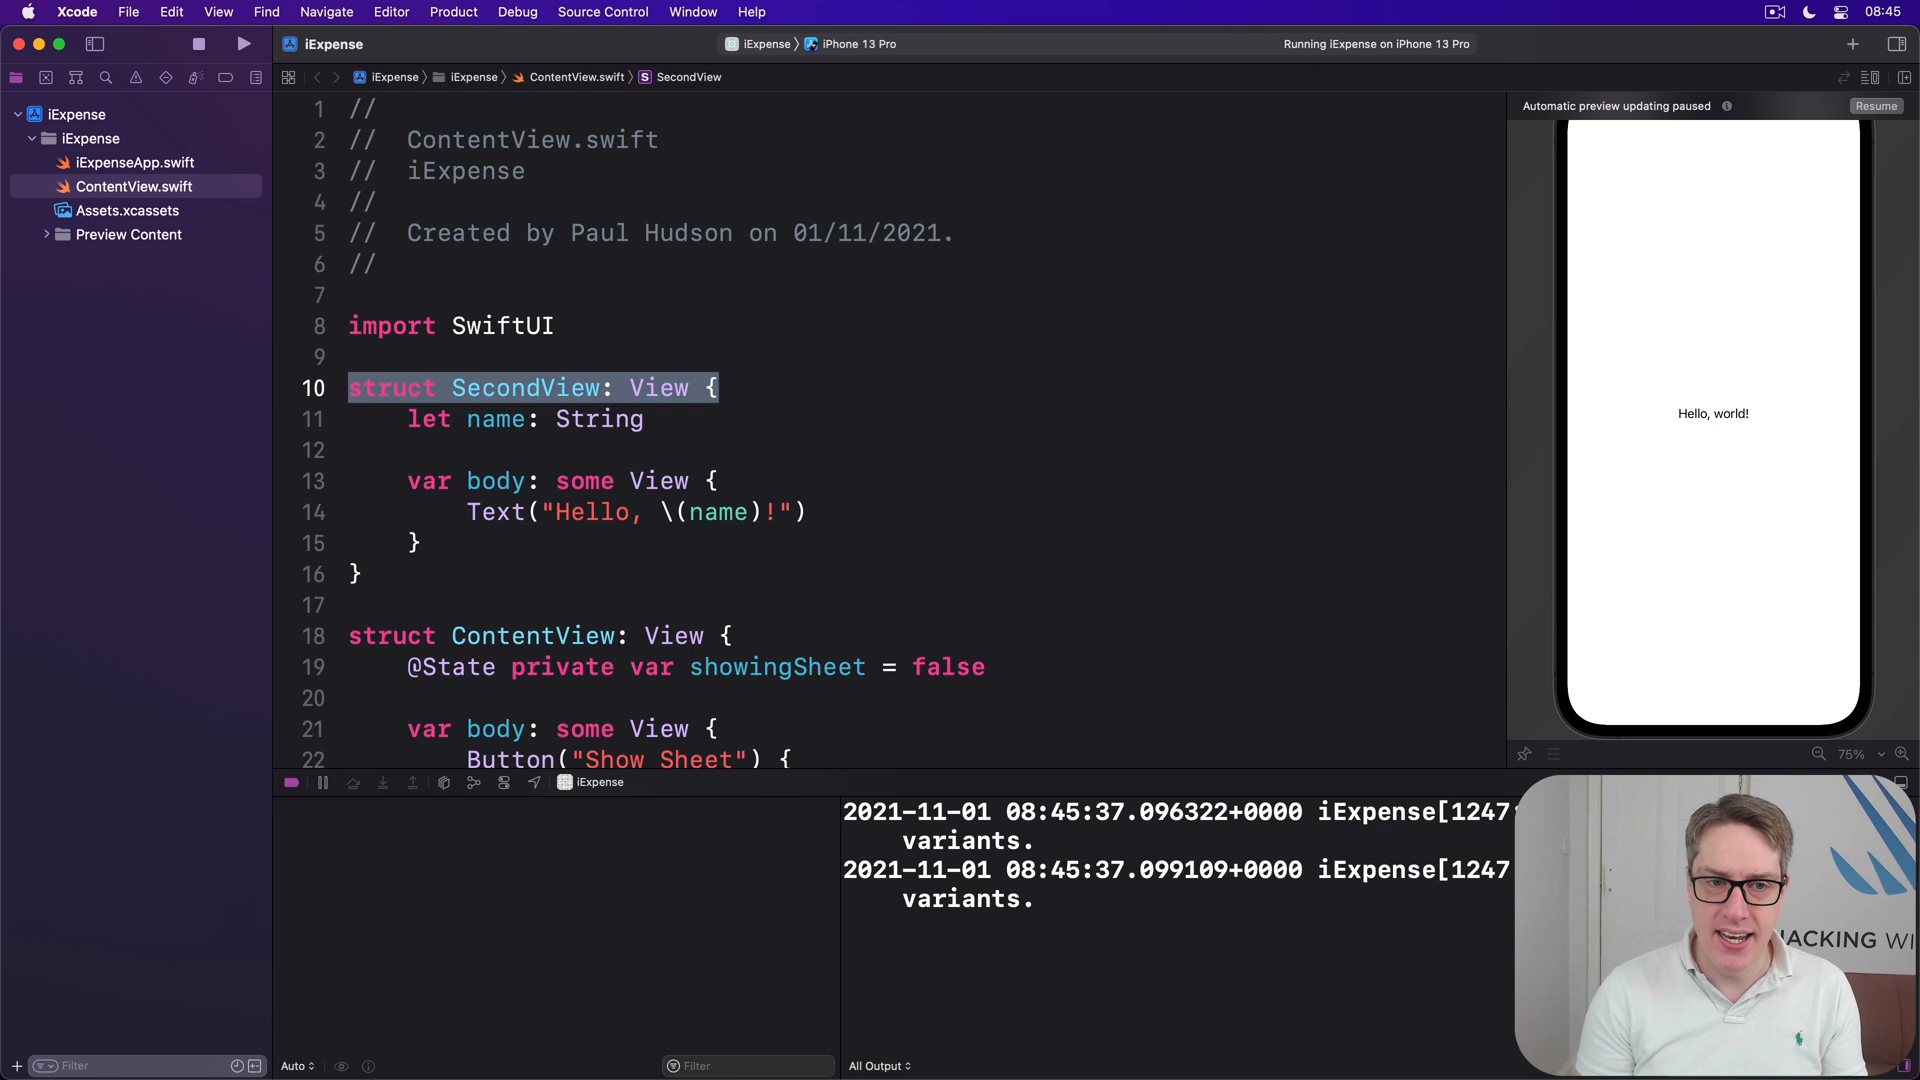 Xcode File Edit View Find Navigate Editor Product Debug Source Control Window Help 08:45
iExpense
iExpense
iPhone 13 Pro
Running iExpense on iPhone 13 Pro
iExpense
iExpense
ContentView.swift
SecondView
Automatic preview updating paused
Resume
iExpense
iExpense
iExpenseApp.swift
ContentView.swift
Assets.xcassets
Preview Content
1 //
2 // ContentView.swift
3 // iExpense
4 //
5 // Created by Paul Hudson on 01/11/2021.
6 //
7
8 import SwiftUI
9
10 struct SecondView: View {
11 let name: String
12
13 var body: some View {
14 Text("Hello, \(name)!")
15 }
16 }
17
18 struct ContentView: View {
19 @State private var showingSheet = false
20
21 var body: some View {
22 Button("Show Sheet") {
Hello, world!
75%
iExpense
2021-11-01 08:45:37.096322+0000 iExpense[1247:
variants.
2021-11-01 08:45:37.099109+0000 iExpense[1247
variants.
HACKING WI
Filter
Auto
Filter
All Output